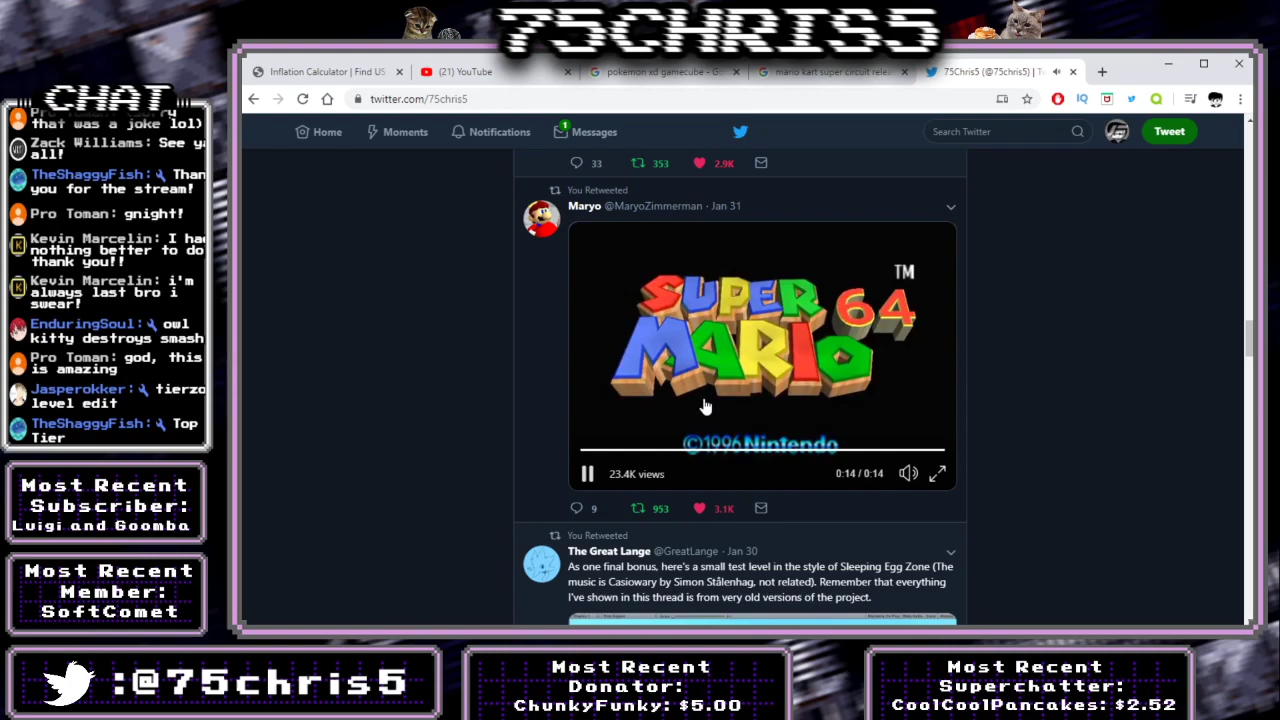 75CHRIS5
CHAT
Pro Toman: (sorry
that was a joke lol)
Zack Williams: See y
all!
TheShaggyFish: Than
you for the stream!
Pro Toman: gnight!
Kevin Marcelin: I had
nothing better to do
thank you!!
Kevin Marcelin: i'm
always last bro i
swear!
EnduringSoul: owl
kitty destroys smash
Pro Toman: god, this
is amazing
Jasperokker: tierzo
level edit
TheShaggyFish: Top
Tier
Most Recent
Subscriber:
Luigi and Goomba
Most Recent
Member:
SoftComet
Inflation Calculator | Find US
(21) YouTube
pokemon xd gamecube - Go
mario kart super circuit rele
75Chris5 (@75chris5) | T
twitter.com/75chris5
Home
Moments
Notifications
1
Messages
Search Twitter
Tweet
33 353 2.9K
You Retweeted
Maryo @MaryoZimmerman · Jan 31
TM
SUPER
MARIO 64
©1996 Nintendo
23.4K views
0:14 / 0:14
9 953 3.1K
You Retweeted
The Great Lange @GreatLange · Jan 30
As one final bonus, here's a small test level in the style of Sleeping Egg Zone (The
music is Casiowary by Simon Stålenhag, not related). Remember that everything
I've shown in this thread is from very old versions of the project.
:@75chris5
Most Recent
Donator:
ChunkyFunky: $5.00
Most Recent
Superchatter:
CoolCoolPancakes: $2.52